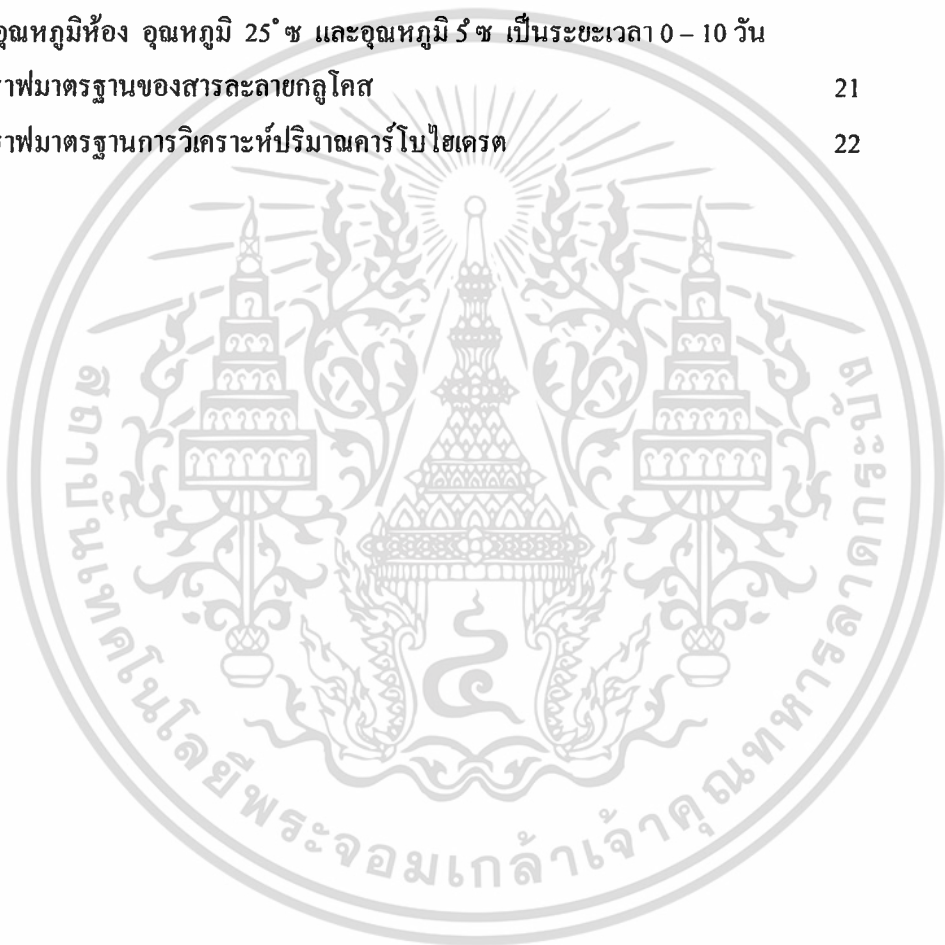 อุณหภูมิห้อง อุณหภูมิ 25 ํ ซ และอุณหภูมิ 5 ํ ซ เป็นระยะเวลา 0 – 10 วัน
ราฟมาตรฐานของสารละลายกลูโคส 21
ราฟมาตรฐานการวิเคราะห์ปริมาณคาร์โบไฮเดรต 22
สถาบันเทคโนโลยีพระจอมเกล้าเจ้าคุณทหารลาดกระบัง